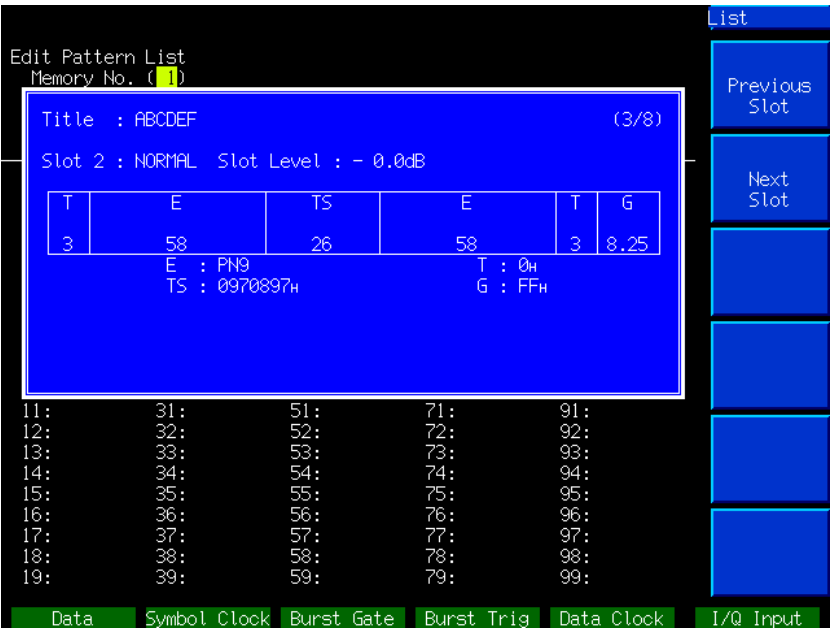 List
Edit Pattern List
Memory No. ( 1)
Previous
Slot
Title : ABCDEF (3/8)
Slot 2 : NORMAL Slot Level : - 0.0dB
Next
Slot
T E TS E T G
3 58 26 58 3 8.25
E : PN9 T : 0H
TS : 0970897H G : FFH
11: 31: 51: 71: 91:
12: 32: 52: 72: 92:
13: 33: 53: 73: 93:
14: 34: 54: 74: 94:
15: 35: 55: 75: 95:
16: 36: 56: 76: 96:
17: 37: 57: 77: 97:
18: 38: 58: 78: 98:
19: 39: 59: 79: 99:
Data Symbol Clock Burst Gate Burst Trig Data Clock I/Q Input